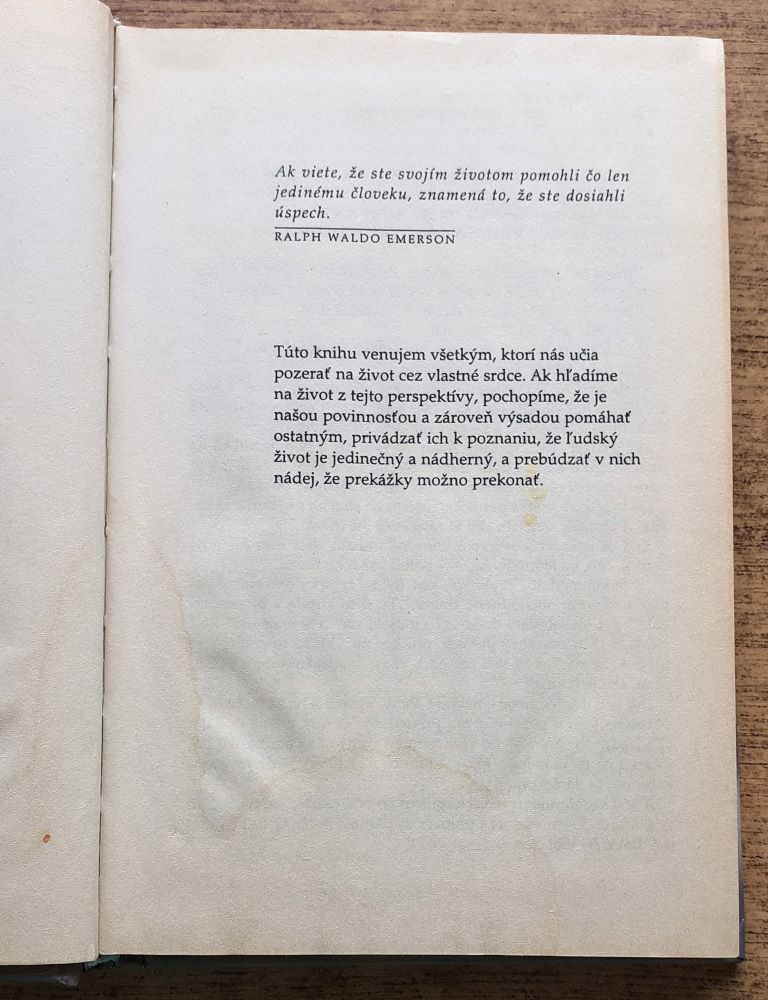 Ak viete, že ste svojím životom pomohli čo len
jedinému človeku, znamená to, že ste dosiahli
úspech.
RALPH WALDO EMERSON
Túto knihu venujem všetkým, ktorí nás učia
pozerať na život cez vlastné srdce. Ak hľadíme
na život z tejto perspektívy, pochopíme, že je
našou povinnosťou a zároveň výsadou pomáhať
ostatným, privádzať ich k poznaniu, že ľudský
život je jedinečný a nádherný, a prebúdzať v nich
nádej, že prekážky možno prekonať.